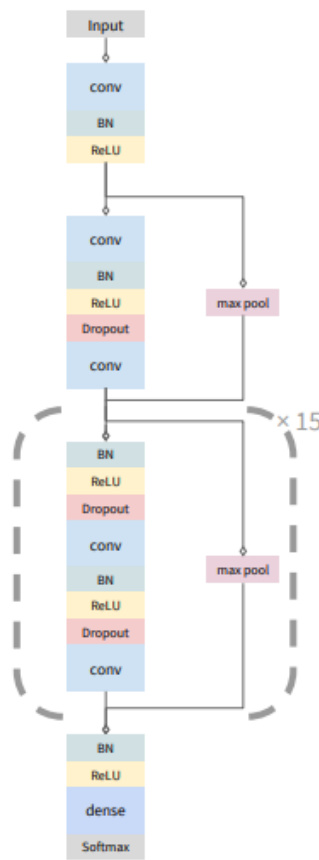 Input
conv
BN
ReLU
conv
BN
ReLU
Dropout
conv
max pool
× 15
BN
ReLU
Dropout
conv
BN
ReLU
Dropout
conv
max pool
BN
ReLU
dense
Softmax